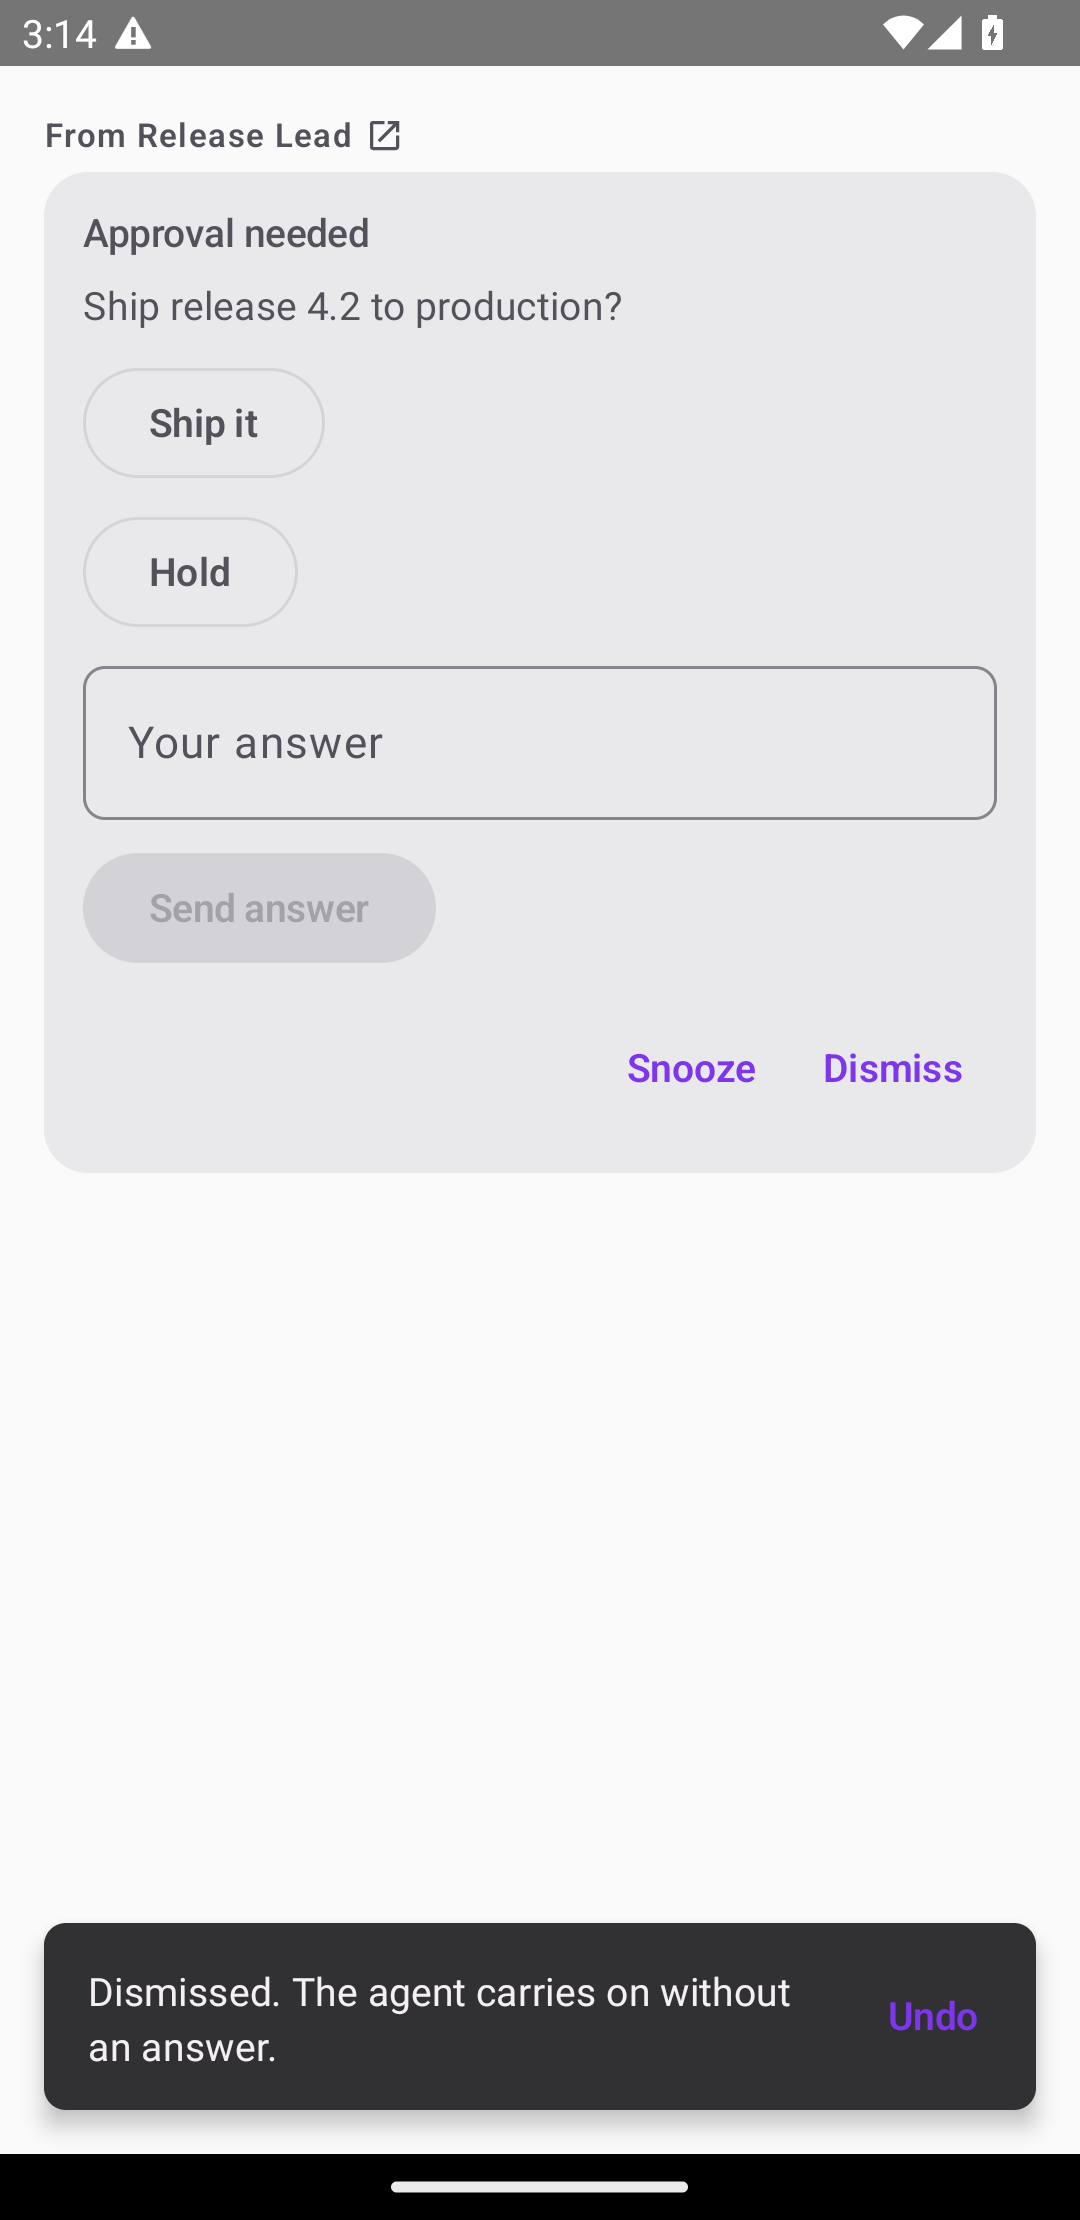 3:14
From Release Lead
Approval needed
Ship release 4.2 to production?
Ship it
Hold
Your answer
Send answer
Snooze Dismiss
Dismissed. The agent carries on without
an answer.
Undo